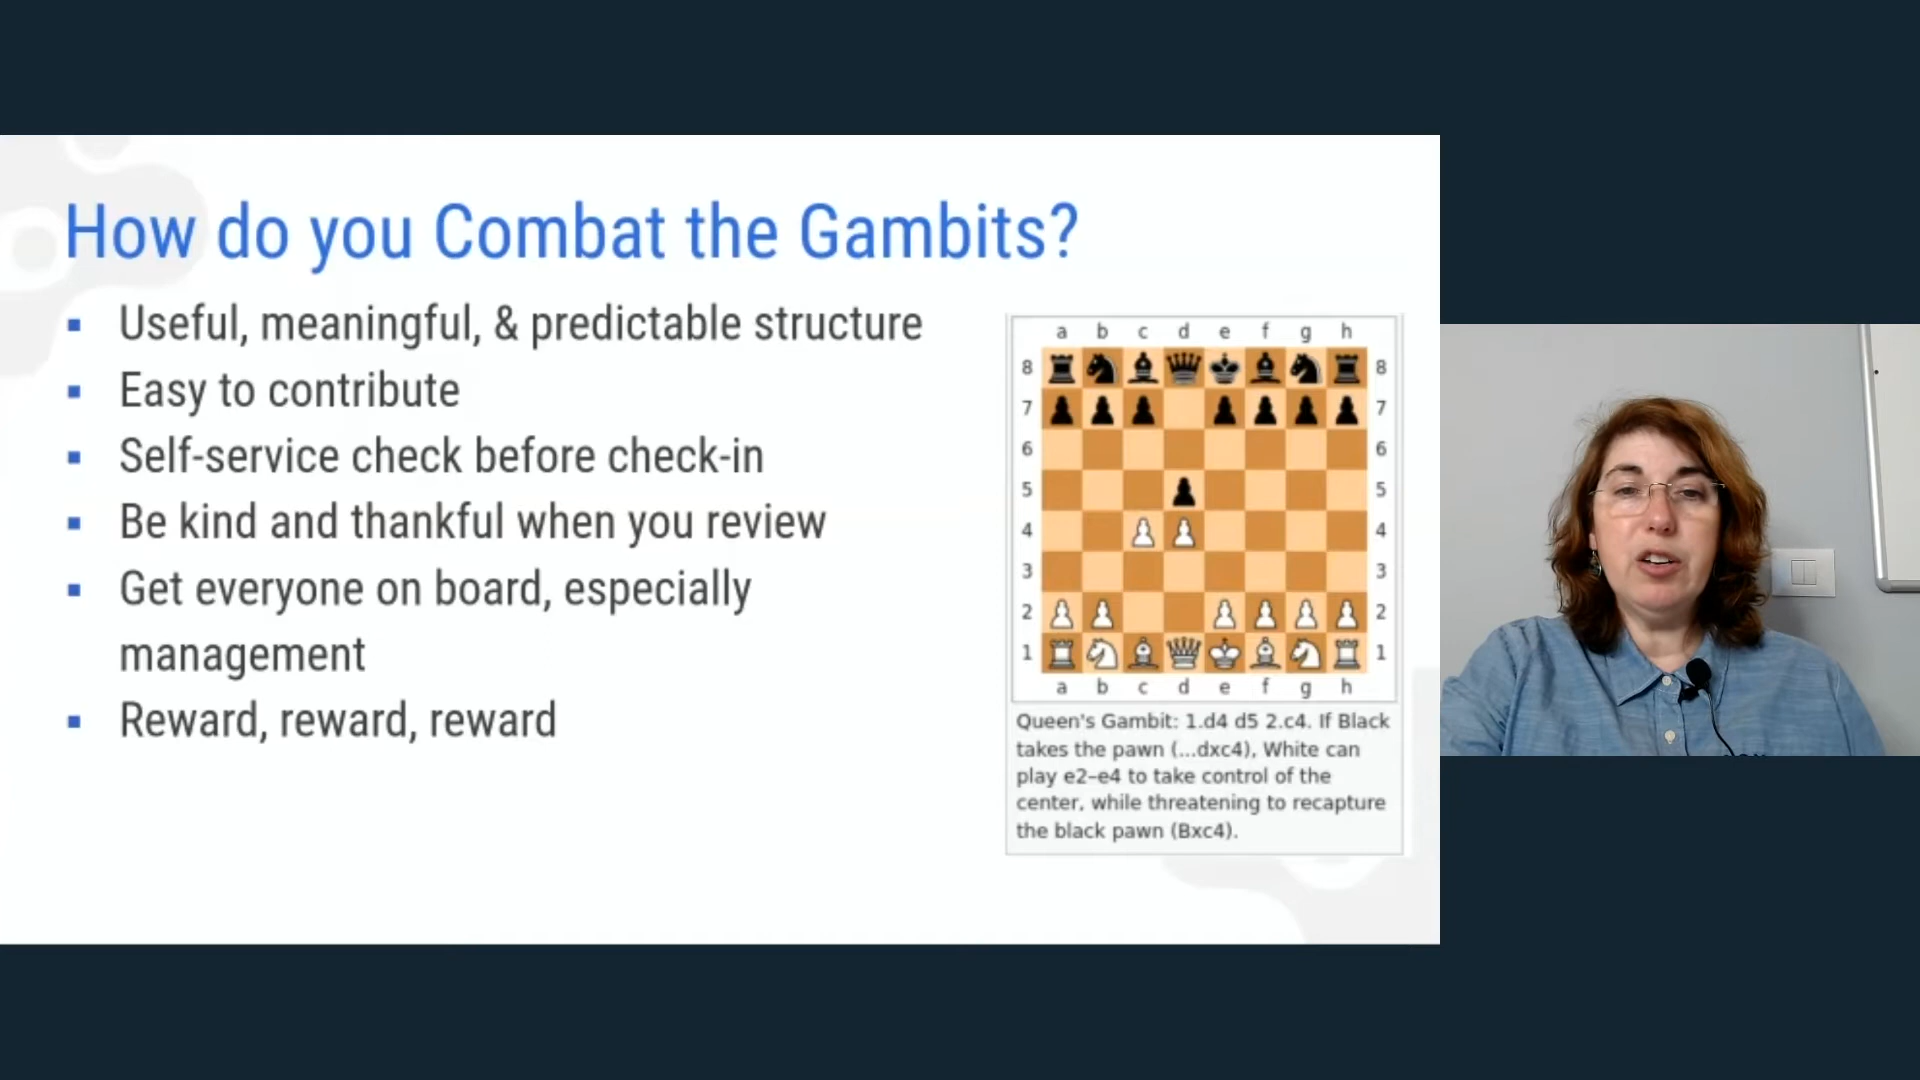 How do you Combat the Gambits?
Useful, meaningful, & predictable structure
Easy to contribute
Self-service check before check-in
Be kind and thankful when you review
Get everyone on board, especially
management
Reward, reward, reward
a b c d e f g h
8 8
7 7
6 6
5 5
4 4
3 3
2 2
1 1
a b c d e f g h
Queen's Gambit: 1.d4 d5 2.c4. If Black
takes the pawn (...dxc4), White can
play e2–e4 to take control of the
center, while threatening to recapture
the black pawn (Bxc4).